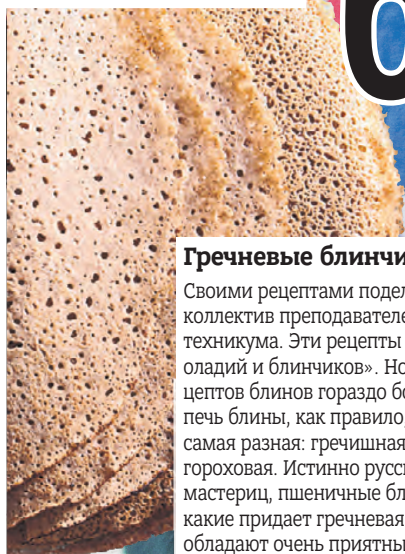 Гречневые блинчи
Своими рецептами подел
коллектив преподавателе
техникума. Эти рецепты
оладий и блинчиков». Но
цептов блинов гораздо бо
печь блины, как правило,
самая разная: гречишная
гороховая. Истинно русс
мастериц, пшеничные бл
какие придает гречневая
обладают очень приятны